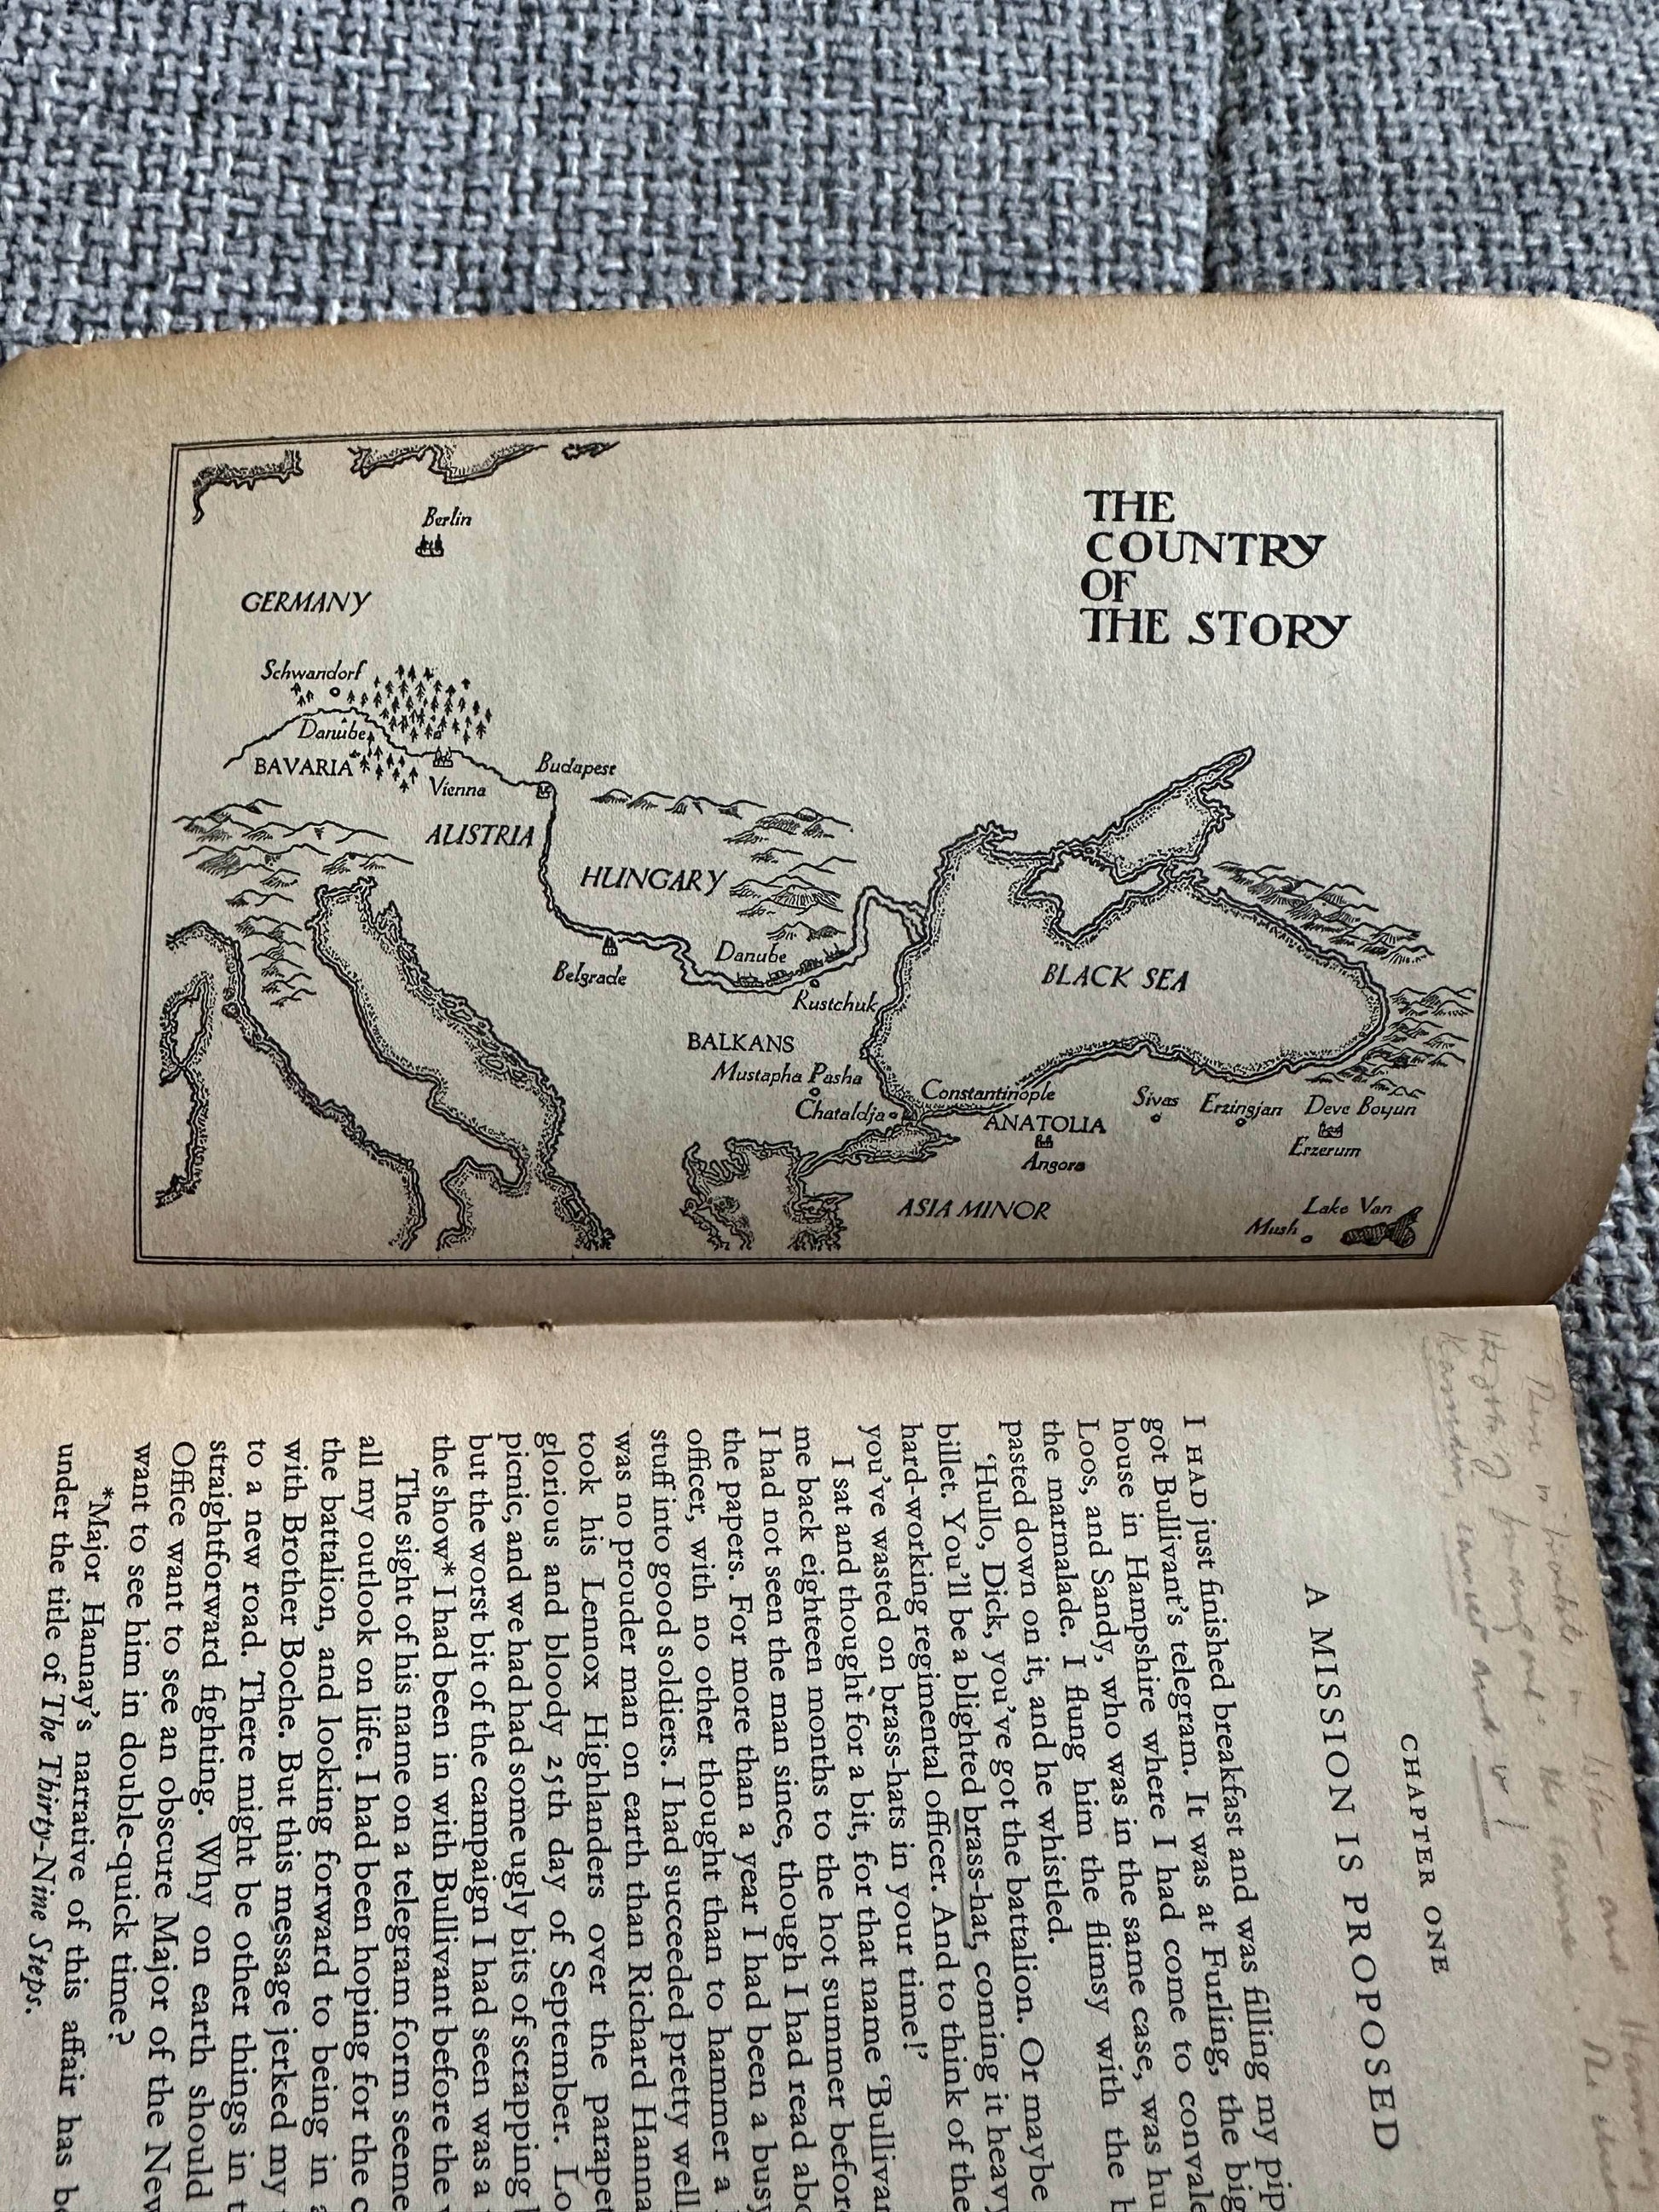 THE
COUNTRY
OF
THE STORY
Berlin
GERMANY
Schwandorf
Danube
BAVARIA
Vienna
Budapest
AUSTRIA
HUNGARY
Belgrade
Danube
Rustchuk
BLACK SEA
BALKANS
Mustapha Pasha
Chataldja
Constantinople
ANATOLIA
Angora
Sivas
Erzingjan
Deve Boyun
Erzerum
ASIA MINOR
Lake Van
Mush
CHAPTER ONE
A MISSION IS PROPOSED
I HAD just finished breakfast and was filling my pip
got Bullivant's telegram. It was at Furling, the big
house in Hampshire where I had come to convale
Loos, and Sandy, who was in the same case, was hu
the marmalade. I flung him the flimsy with the b
pasted down on it, and he whistled.
'Hullo, Dick, you've got the battalion. Or maybe
billet. You'll be a blighted brass-hat, coming it heavy
hard-working regimental officer. And to think of the
you've wasted on brass-hats in your time!'
I sat and thought for a bit, for that name 'Bullivan
me back eighteen months to the hot summer before
I had not seen the man since, though I had read abo
the papers. For more than a year I had been a busy
officer, with no other thought than to hammer a
stuff into good soldiers. I had succeeded pretty well
was no prouder man on earth than Richard Hanna
took his Lennox Highlanders over the parapet
glorious and bloody 25th day of September. Lo
picnic, and we had had some ugly bits of scrapping
but the worst bit of the campaign I had seen was a
the show* I had been in with Bullivant before the
The sight of his name on a telegram form seeme
all my outlook on life. I had been hoping for the c
the battalion, and looking forward to being in a
with Brother Boche. But this message jerked my
to a new road. There might be other things in t
straightforward fighting. Why on earth should
Office want to see an obscure Major of the New
want to see him in double-quick time?
*Major Hannay's narrative of this affair has be
under the title of The Thirty-Nine Steps.